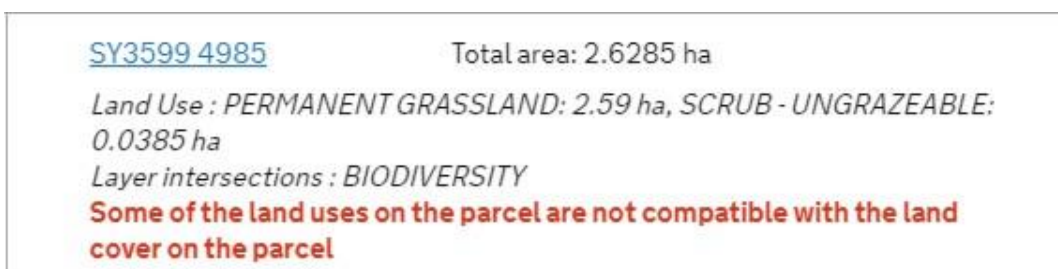 SY3599 4985 Total area: 2.6285 ha
Land Use : PERMANENT GRASSLAND: 2.59 ha, SCRUB - UNGRAZEABLE:
0.0385 ha
Layer intersections : BIODIVERSITY
Some of the land uses on the parcel are not compatible with the land
cover on the parcel